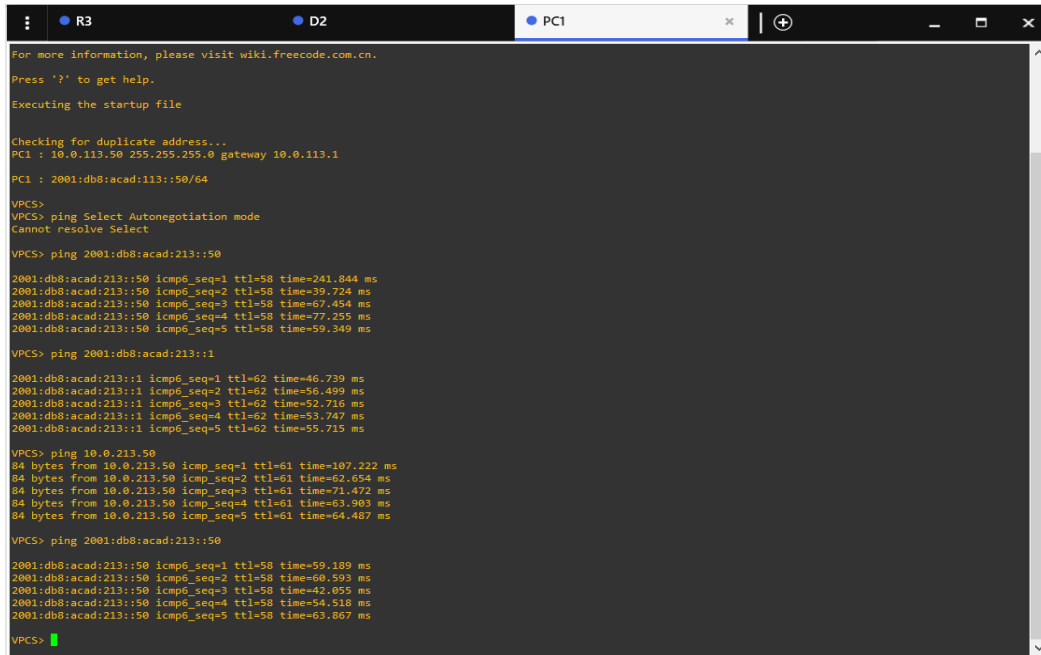 R3
D2
PC1
For more information, please visit wiki.freecode.com.cn.
Press '?' to get help.
Executing the startup file
Checking for duplicate address...
PC1 : 10.0.113.50 255.255.255.0 gateway 10.0.113.1
PC1 : 2001:db8:acad:113::50/64
VPCS>
VPCS> ping Select Autonegotiation mode
Cannot resolve Select
VPCS> ping 2001:db8:acad:213::50
2001:db8:acad:213::50 icmp6_seq=1 ttl=58 time=241.844 ms
2001:db8:acad:213::50 icmp6_seq=2 ttl=58 time=39.724 ms
2001:db8:acad:213::50 icmp6_seq=3 ttl=58 time=67.454 ms
2001:db8:acad:213::50 icmp6_seq=4 ttl=58 time=77.255 ms
2001:db8:acad:213::50 icmp6_seq=5 ttl=58 time=59.349 ms
VPCS> ping 2001:db8:acad:213::1
2001:db8:acad:213::1 icmp6_seq=1 ttl=62 time=46.739 ms
2001:db8:acad:213::1 icmp6_seq=2 ttl=62 time=56.499 ms
2001:db8:acad:213::1 icmp6_seq=3 ttl=62 time=52.716 ms
2001:db8:acad:213::1 icmp6_seq=4 ttl=62 time=53.747 ms
2001:db8:acad:213::1 icmp6_seq=5 ttl=62 time=55.715 ms
VPCS> ping 10.0.213.50
84 bytes from 10.0.213.50 icmp_seq=1 ttl=61 time=107.222 ms
84 bytes from 10.0.213.50 icmp_seq=2 ttl=61 time=62.654 ms
84 bytes from 10.0.213.50 icmp_seq=3 ttl=61 time=71.472 ms
84 bytes from 10.0.213.50 icmp_seq=4 ttl=61 time=63.903 ms
84 bytes from 10.0.213.50 icmp_seq=5 ttl=61 time=64.487 ms
VPCS> ping 2001:db8:acad:213::50
2001:db8:acad:213::50 icmp6_seq=1 ttl=58 time=59.189 ms
2001:db8:acad:213::50 icmp6_seq=2 ttl=58 time=60.593 ms
2001:db8:acad:213::50 icmp6_seq=3 ttl=58 time=42.055 ms
2001:db8:acad:213::50 icmp6_seq=4 ttl=58 time=54.518 ms
2001:db8:acad:213::50 icmp6_seq=5 ttl=58 time=63.867 ms
VPCS>